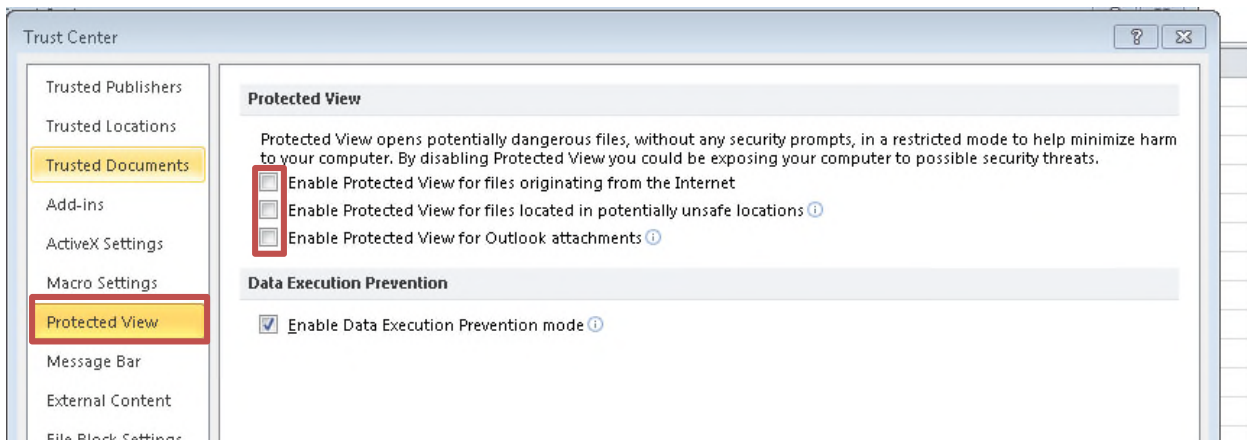 Trust Center
Trusted Publishers
Trusted Locations
Trusted Documents
Add-ins
ActiveX Settings
Macro Settings
Protected View
Message Bar
External Content
File Block Settings
Protected View
Protected View opens potentially dangerous files, without any security prompts, in a restricted mode to help minimize harm
to your computer. By disabling Protected View you could be exposing your computer to possible security threats.
Enable Protected View for files originating from the Internet
Enable Protected View for files located in potentially unsafe locations
Enable Protected View for Outlook attachments
Data Execution Prevention
Enable Data Execution Prevention mode